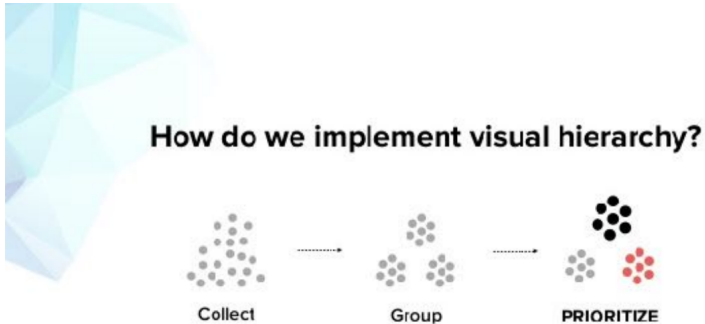 How do we implement visual hierarchy?
Collect
Group
PRIORITIZE